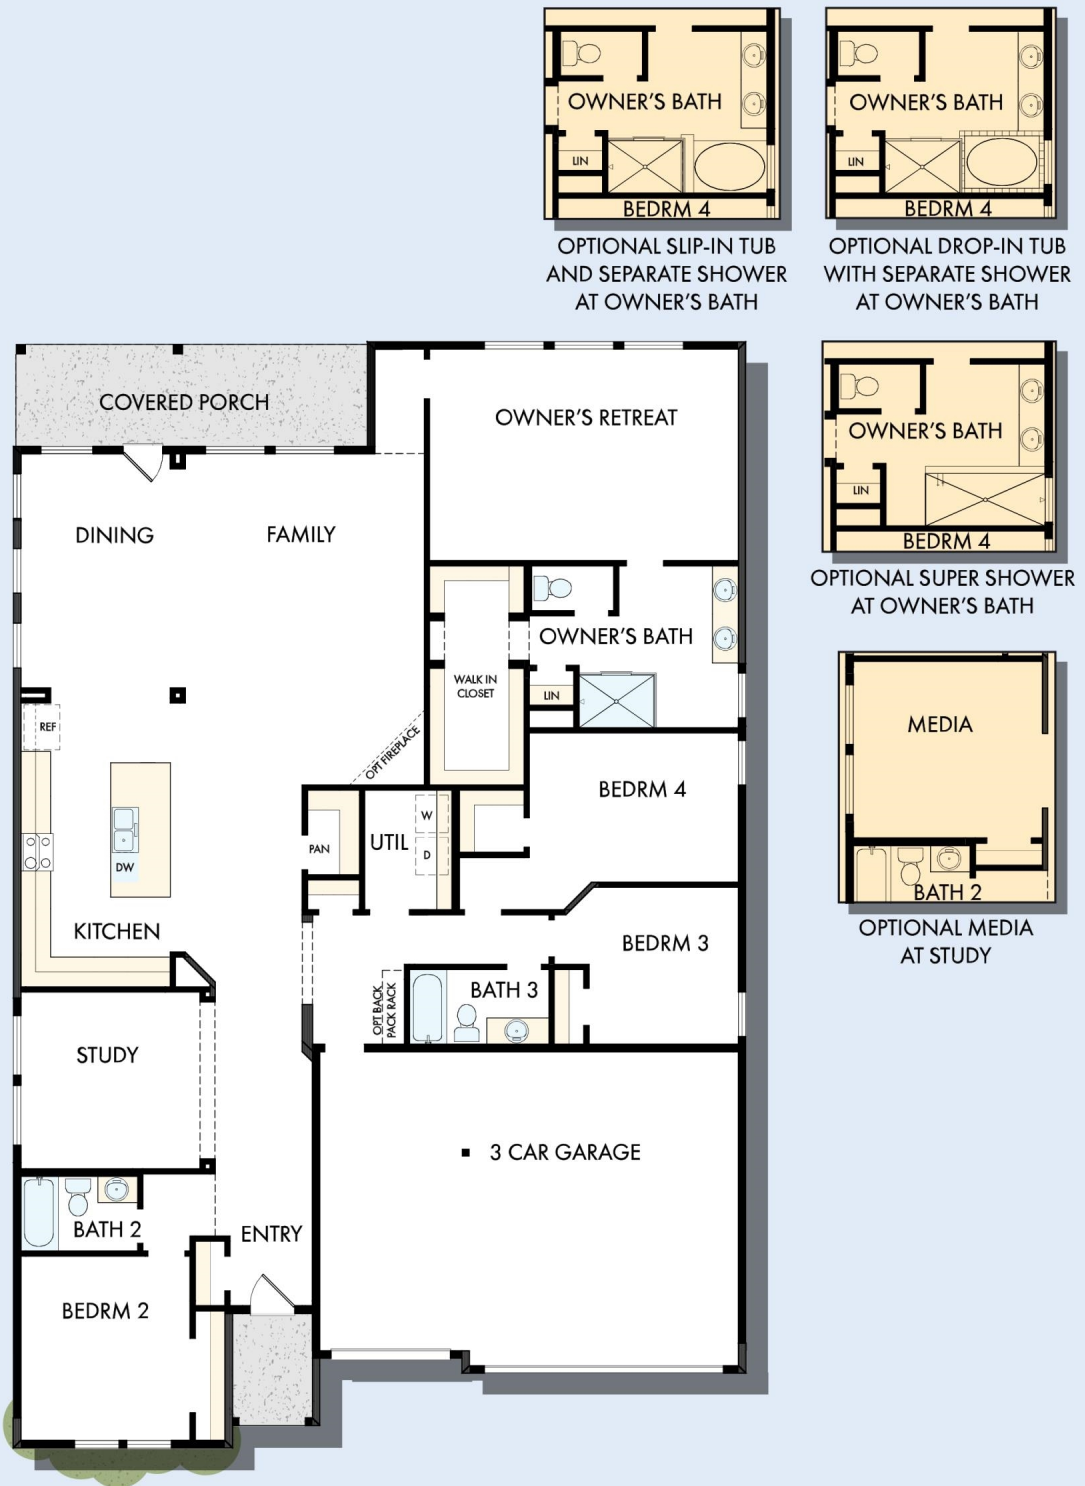 OWNER'S BATH
LIN
BEDRM 4
OPTIONAL SLIP-IN TUB
AND SEPARATE SHOWER
AT OWNER'S BATH
OWNER'S BATH
LIN
BEDRM 4
OPTIONAL DROP-IN TUB
WITH SEPARATE SHOWER
AT OWNER'S BATH
OWNER'S BATH
LIN
BEDRM 4
OPTIONAL SUPER SHOWER
AT OWNER'S BATH
MEDIA
BATH 2
OPTIONAL MEDIA
AT STUDY
COVERED PORCH
OWNER'S RETREAT
DINING
FAMILY
OWNER'S BATH
WALK IN
CLOSET
LIN
REF
OPT FIREPLACE
BEDRM 4
W
UTIL
PAN
D
DW
KITCHEN
BEDRM 3
BATH 3
OPT BACK
PACK RACK
STUDY
3 CAR GARAGE
BATH 2
ENTRY
BEDRM 2